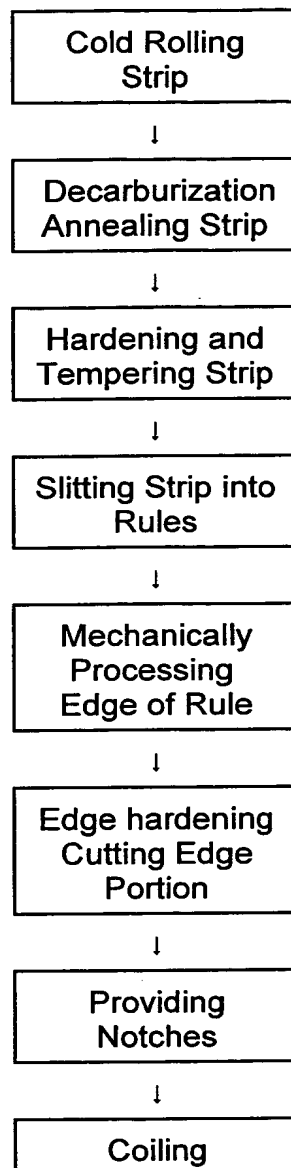 Cold Rolling
Strip
↓
Decarburization
Annealing Strip
↓
Hardening and
Tempering Strip
↓
Slitting Strip into
Rules
↓
Mechanically
Processing
Edge of Rule
↓
Edge hardening
Cutting Edge
Portion
↓
Providing
Notches
↓
Coiling